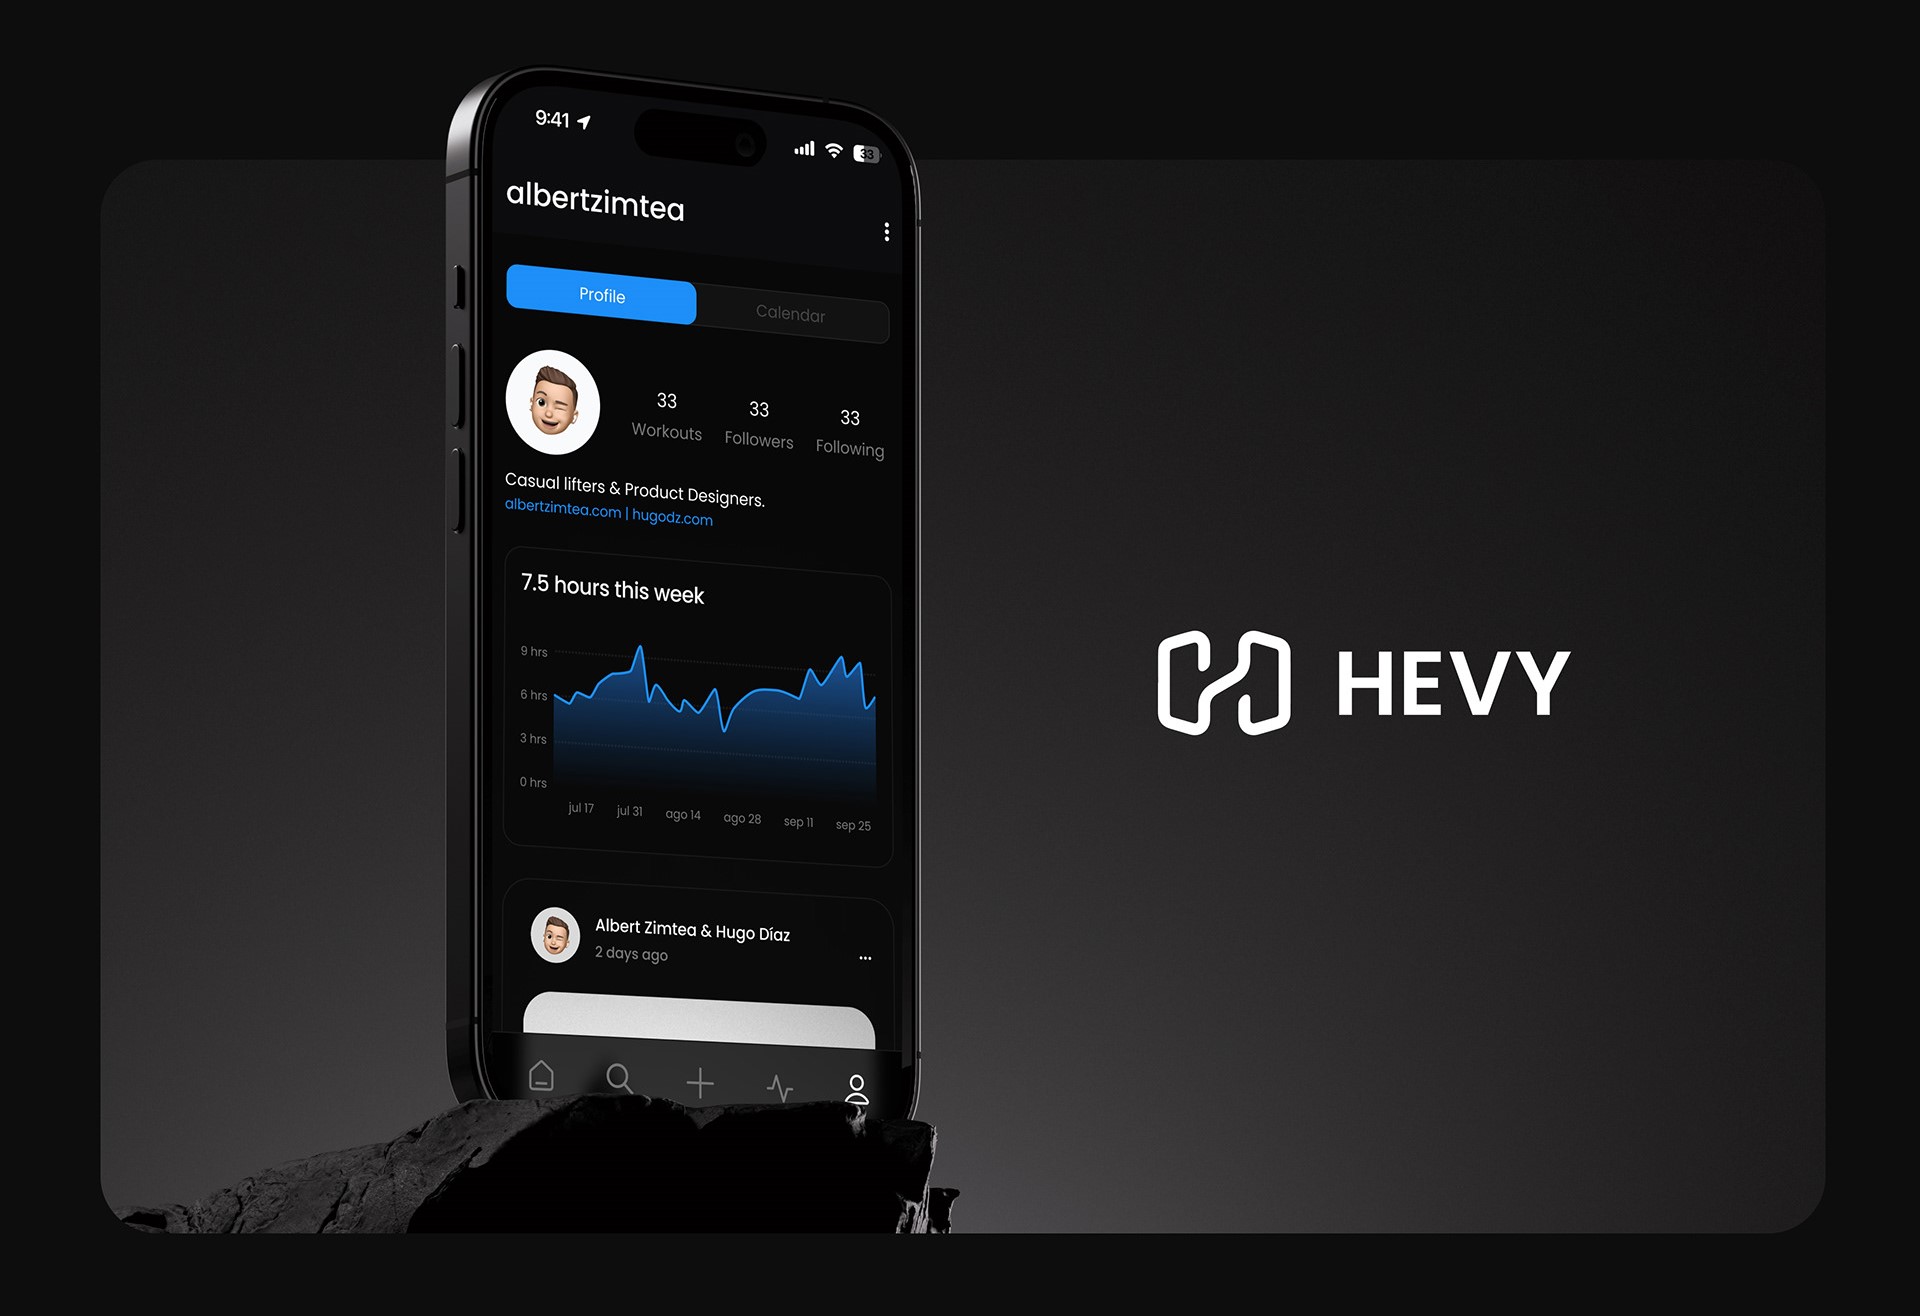 9:41
33
albertzimtea
Profile
Calendar
33
33
33
Workouts
Followers
Following
Casual lifters & Product Designers.
albertzimtea.com | hugodz.com
7.5 hours this week
9 hrs
6 hrs
3 hrs
0 hrs
jul 17
jul 31
ago 14
ago 28
sep 11
sep 25
Albert Zimtea & Hugo Díaz
2 days ago
HEVY